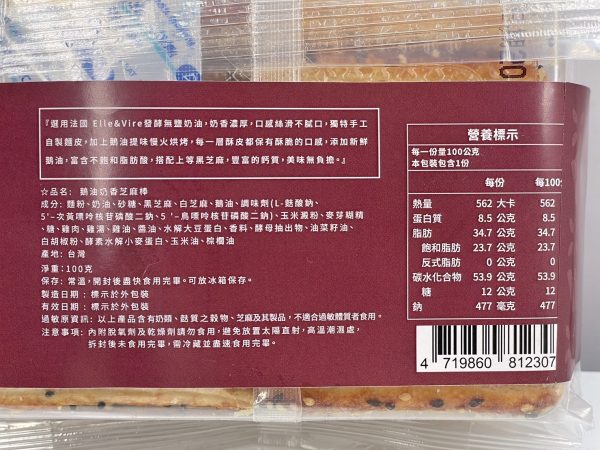 『選用法國 Elle&Vire發酵無鹽奶油，奶香濃厚，口感絲滑不膩口，獨特手工
自製麵皮，加上鵝油提味慢火烘烤，每一層酥皮都保有酥脆的口感，添加新鮮
鵝油，富含不飽和脂肪酸，搭配上等黑芝麻，豐富的鈣質，美味無負擔。』
☆品名: 鵝油奶香芝麻棒
成分: 麵粉、奶油、砂糖、黑芝麻、白芝麻、鵝油、調味劑(L-麩酸鈉、
5'-次黃嘌呤核苷磷酸二鈉、5'-鳥嘌呤核苷磷酸二鈉)、玉米澱粉、麥芽糊精
、糖、雞肉、雞湯、雞油、醬油、水解大豆蛋白、香料、酵母抽出物、油菜籽油、
白胡椒粉、酵素水解小麥蛋白、玉米油、棕櫚油
產地: 台灣
淨重:100克
保存: 常溫，開封後盡快食用完畢。可放冰箱保存。
製造日期: 標示於外包裝
有效日期: 標示於外包裝
過敏原資訊: 以上產品含有奶類、麩質之穀物、芝麻及其製品，不適合過敏體質者食用。
注意事項: 內附脫氧劑及乾燥劑請勿食用，避免放置太陽直射，高溫潮濕處，
拆封後未食用完畢，需冷藏並盡速食用完畢。
營養標示
每一份量100公克
本包裝包含1份
每份 每100
熱量 562 大卡 562
蛋白質 8.5 公克 8.5
脂肪 34.7 公克 34.7
飽和脂肪 23.7 公克 23.7
反式脂肪 0 公克 0
碳水化合物 53.9 公克 53.9
糖 12 公克 12
鈉 477 毫克 477
4 719860 812307